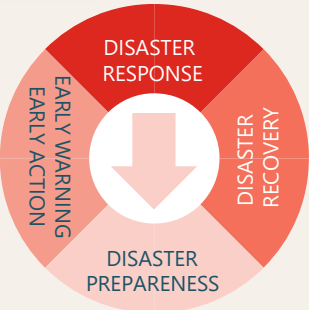 DISASTER
RESPONSE
DISASTER
RECOVERY
DISASTER
PREPARENESS
EARLY WARNING
EARLY ACTION